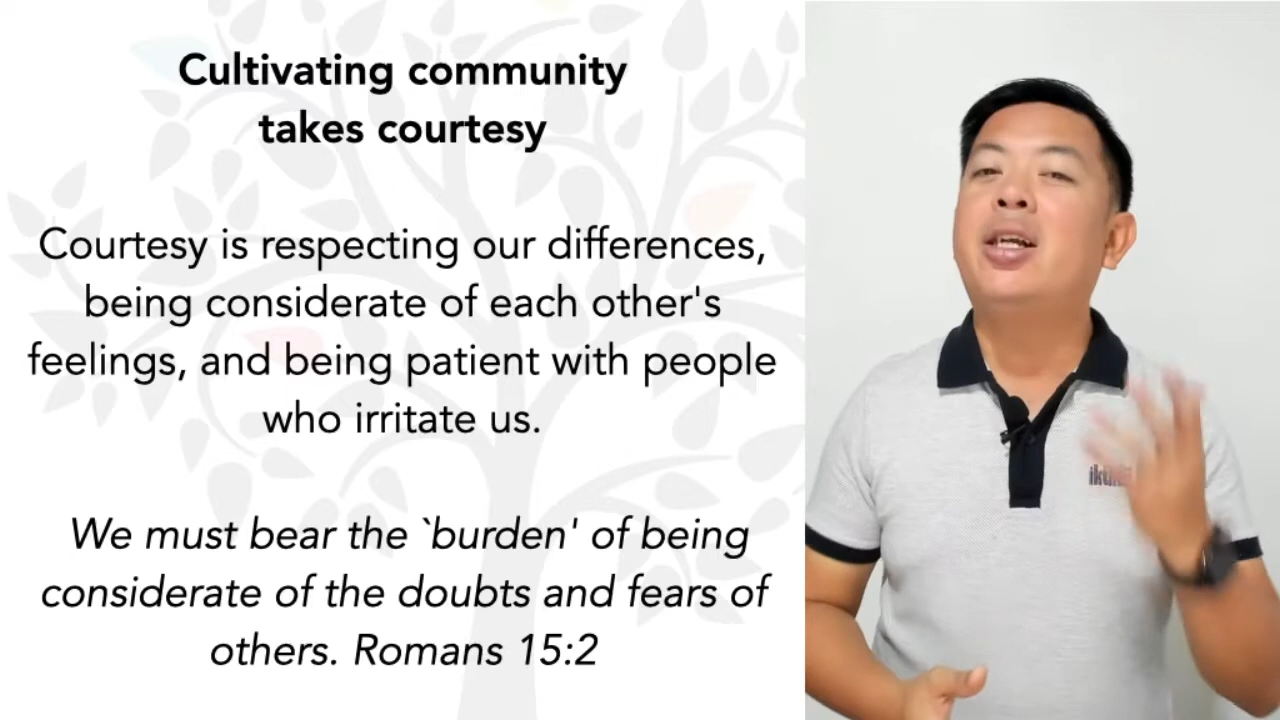 Cultivating community
takes courtesy
Courtesy is respecting our differences,
being considerate of each other's
feelings, and being patient with people
who irritate us.
We must bear the `burden' of being
considerate of the doubts and fears of
others. Romans 15:2